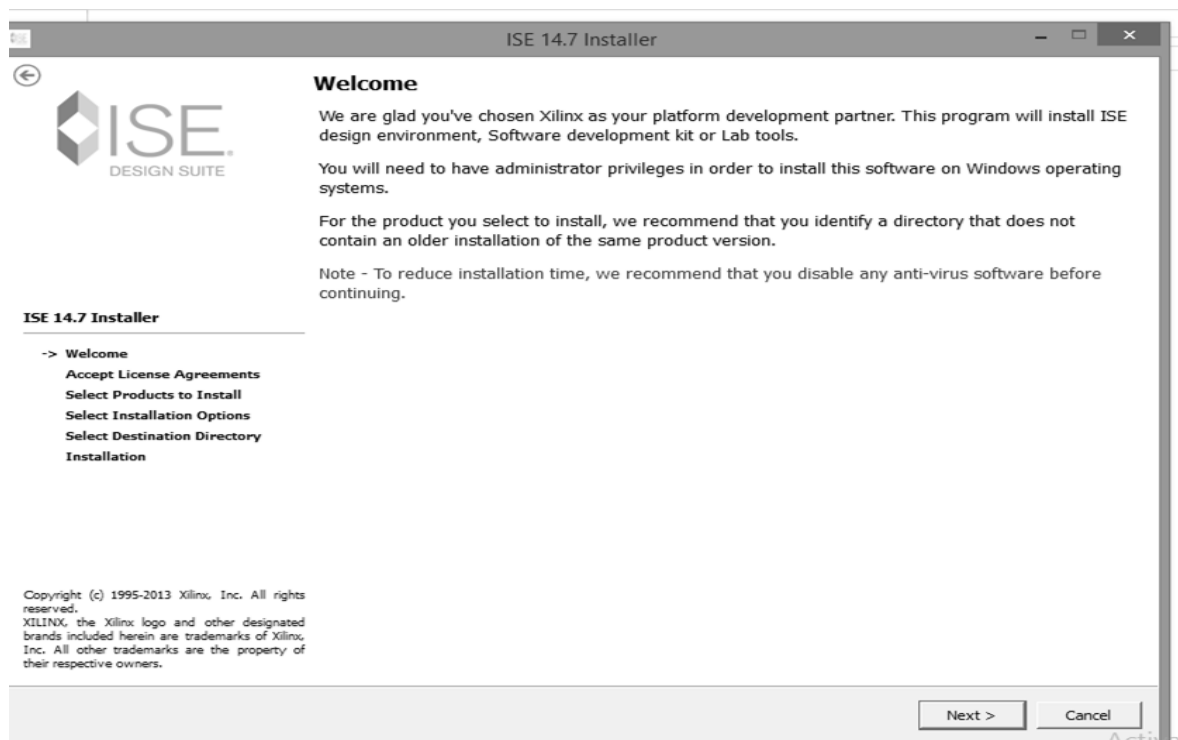 ISE 14.7 Installer
ISE
DESIGN SUITE
Welcome
We are glad you've chosen Xilinx as your platform development partner. This program will install ISE
design environment, Software development kit or Lab tools.
You will need to have administrator privileges in order to install this software on Windows operating
systems.
For the product you select to install, we recommend that you identify a directory that does not
contain an older installation of the same product version.
Note - To reduce installation time, we recommend that you disable any anti-virus software before
continuing.
ISE 14.7 Installer
-> Welcome
Accept License Agreements
Select Products to Install
Select Installation Options
Select Destination Directory
Installation
Copyright (c) 1995-2013 Xilinx, Inc. All rights
reserved.
XILINX, the Xilinx logo and other designated
brands included herein are trademarks of Xilinx,
Inc. All other trademarks are the property of
their respective owners.
Next >
Cancel